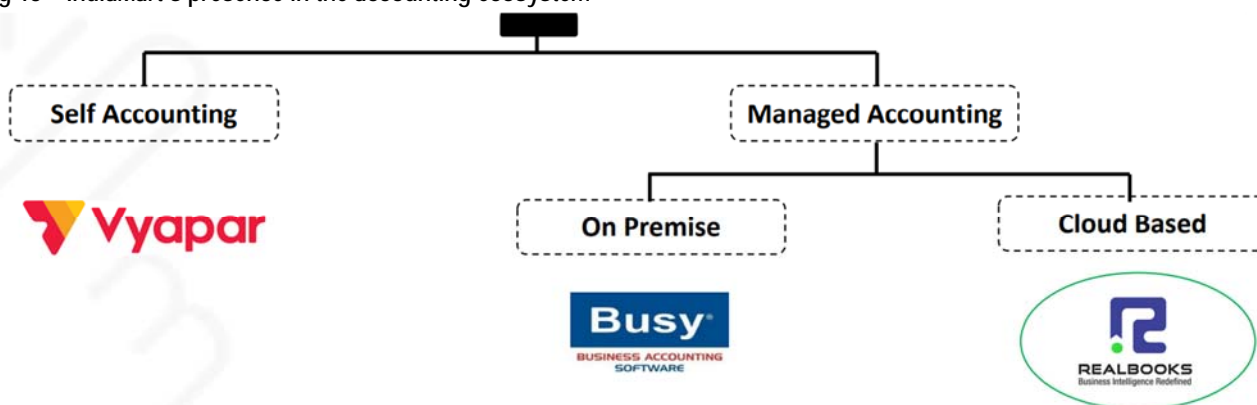 Self Accounting
Managed Accounting
Vyapar
On Premise
Cloud Based
Busy®
BUSINESS ACCOUNTING
SOFTWARE
REALBOOKS
Business Intelligence Redefined